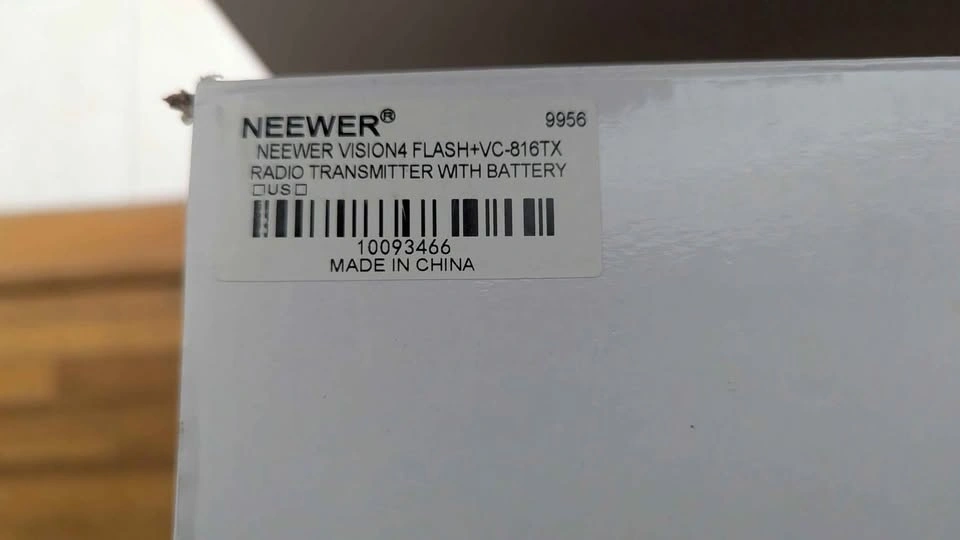 NEEWER® 9956
NEEWER VISION4 FLASH+VC-816TX
RADIO TRANSMITTER WITH BATTERY
□US□
10093466
MADE IN CHINA